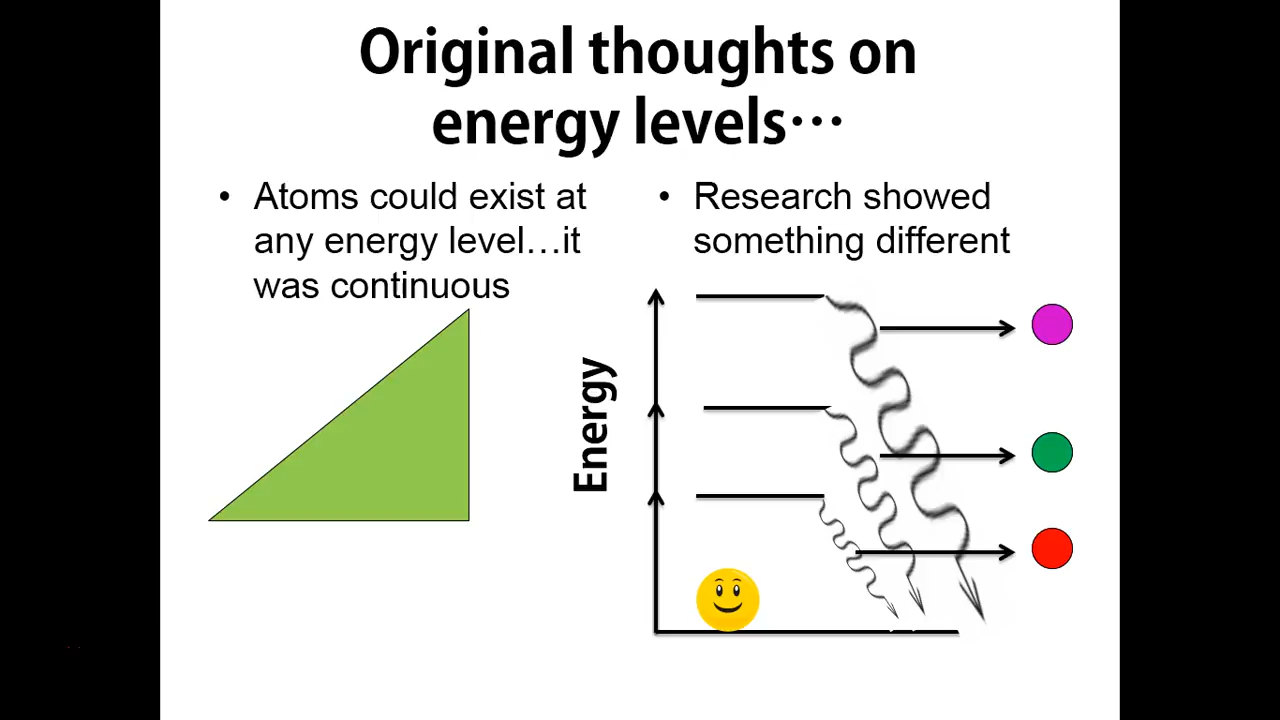 Original thoughts on
energy levels…
• Atoms could exist at
any energy level…it
was continuous
• Research showed
something different
Energy